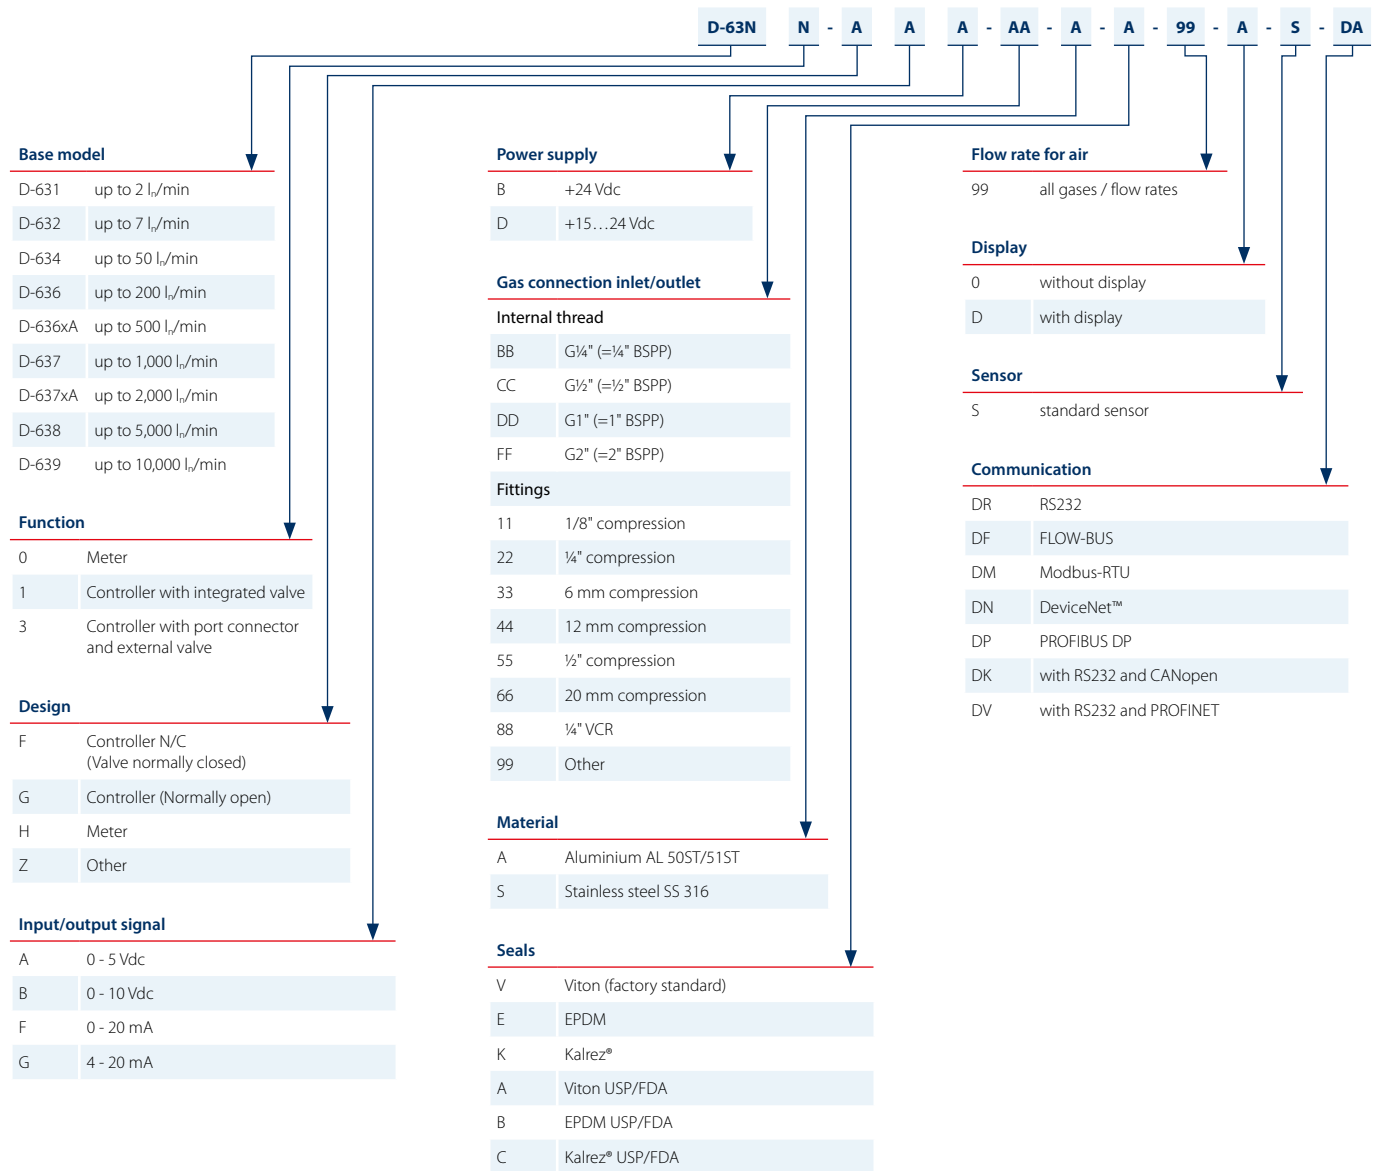 D-63N N - A A A - AA - A - A - 99 - A - S - DA
Base model
D-631 up to 2 lₙ/min
D-632 up to 7 lₙ/min
D-634 up to 50 lₙ/min
D-636 up to 200 lₙ/min
D-636xA up to 500 lₙ/min
D-637 up to 1,000 lₙ/min
D-637xA up to 2,000 lₙ/min
D-638 up to 5,000 lₙ/min
D-639 up to 10,000 lₙ/min
Function
0 Meter
1 Controller with integrated valve
3 Controller with port connector
and external valve
Design
F Controller N/C
(Valve normally closed)
G Controller (Normally open)
H Meter
Z Other
Input/output signal
A 0 - 5 Vdc
B 0 - 10 Vdc
F 0 - 20 mA
G 4 - 20 mA
Power supply
B +24 Vdc
D +15…24 Vdc
Gas connection inlet/outlet
Internal thread
BB G¼" (=¼" BSPP)
CC G½" (=½" BSPP)
DD G1" (=1" BSPP)
FF G2" (=2" BSPP)
Fittings
11 1/8" compression
22 ¼" compression
33 6 mm compression
44 12 mm compression
55 ½" compression
66 20 mm compression
88 ¼" VCR
99 Other
Material
A Aluminium AL 50ST/51ST
S Stainless steel SS 316
Seals
V Viton (factory standard)
E EPDM
K Kalrez®
A Viton USP/FDA
B EPDM USP/FDA
C Kalrez® USP/FDA
Flow rate for air
99 all gases / flow rates
Display
0 without display
D with display
Sensor
S standard sensor
Communication
DR RS232
DF FLOW-BUS
DM Modbus-RTU
DN DeviceNet™
DP PROFIBUS DP
DK with RS232 and CANopen
DV with RS232 and PROFINET